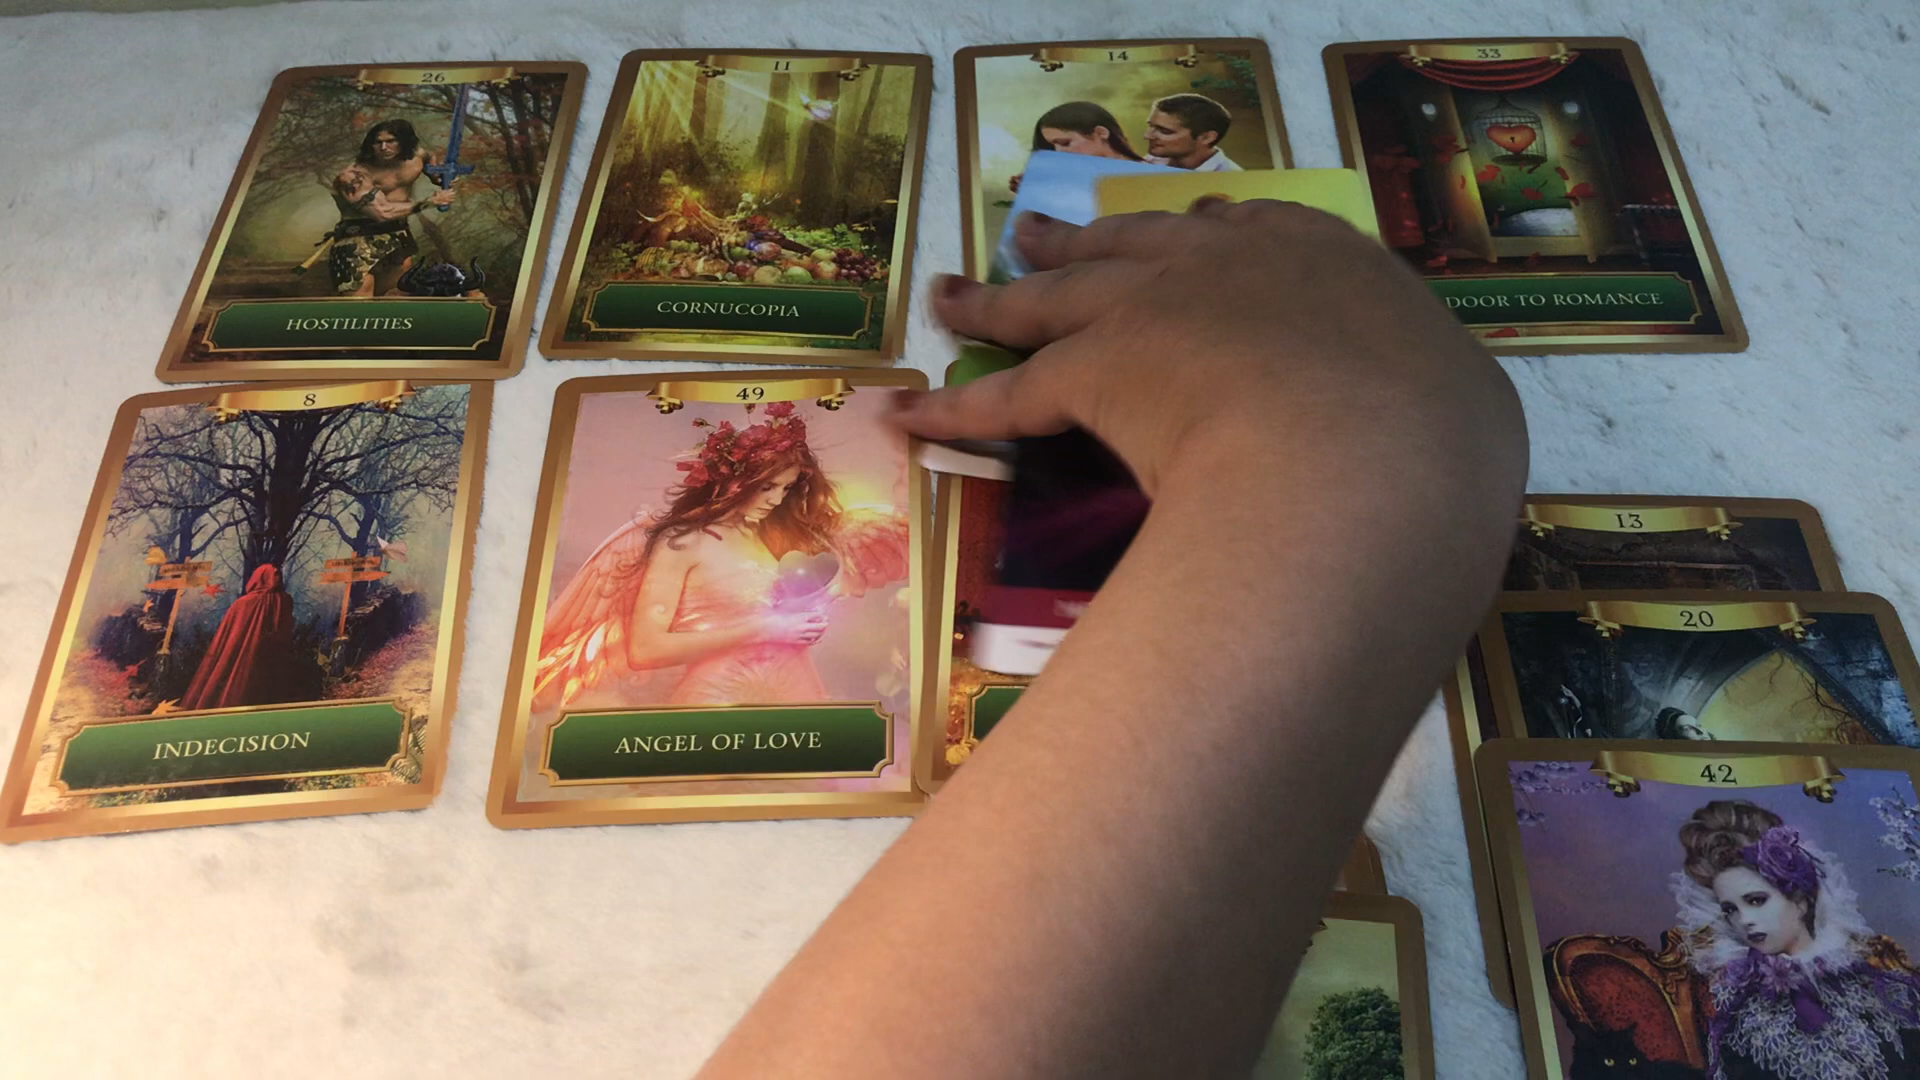 26
11
14
33
HOSTILITIES
CORNUCOPIA
DOOR TO ROMANCE
8
49
13
20
INDECISION
ANGEL OF LOVE
42